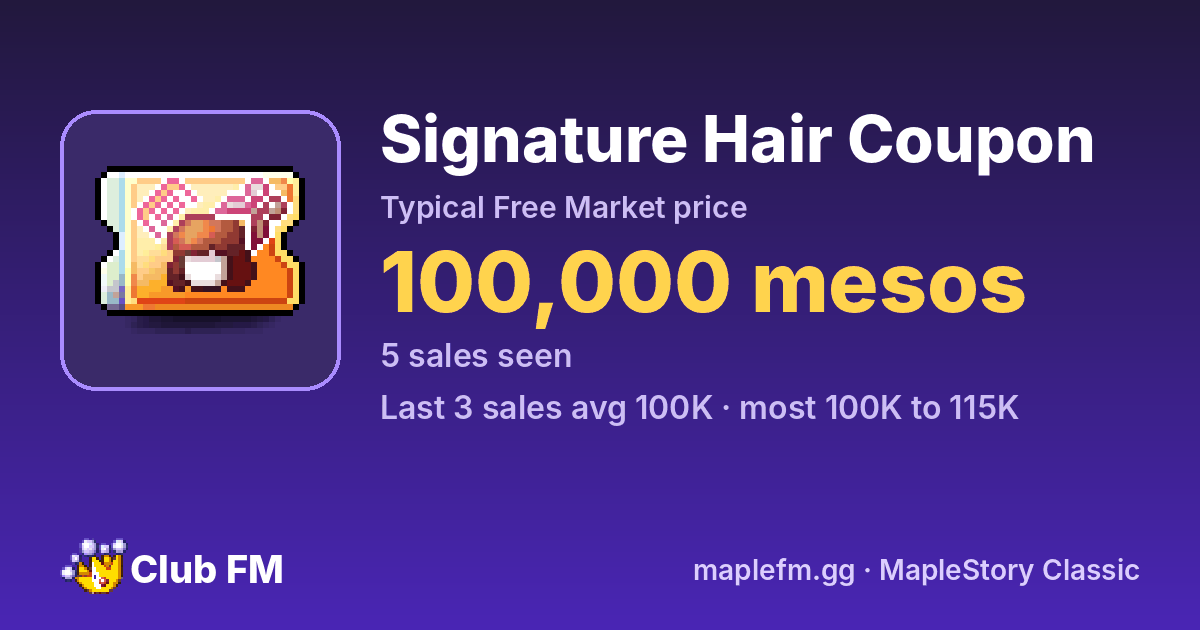 Signature Hair Coupon
Typical Free Market price
100,000 mesos
5 sales seen
Last 3 sales avg 100K · most 100K to 115K
Club FM
maplefm.gg · MapleStory Classic